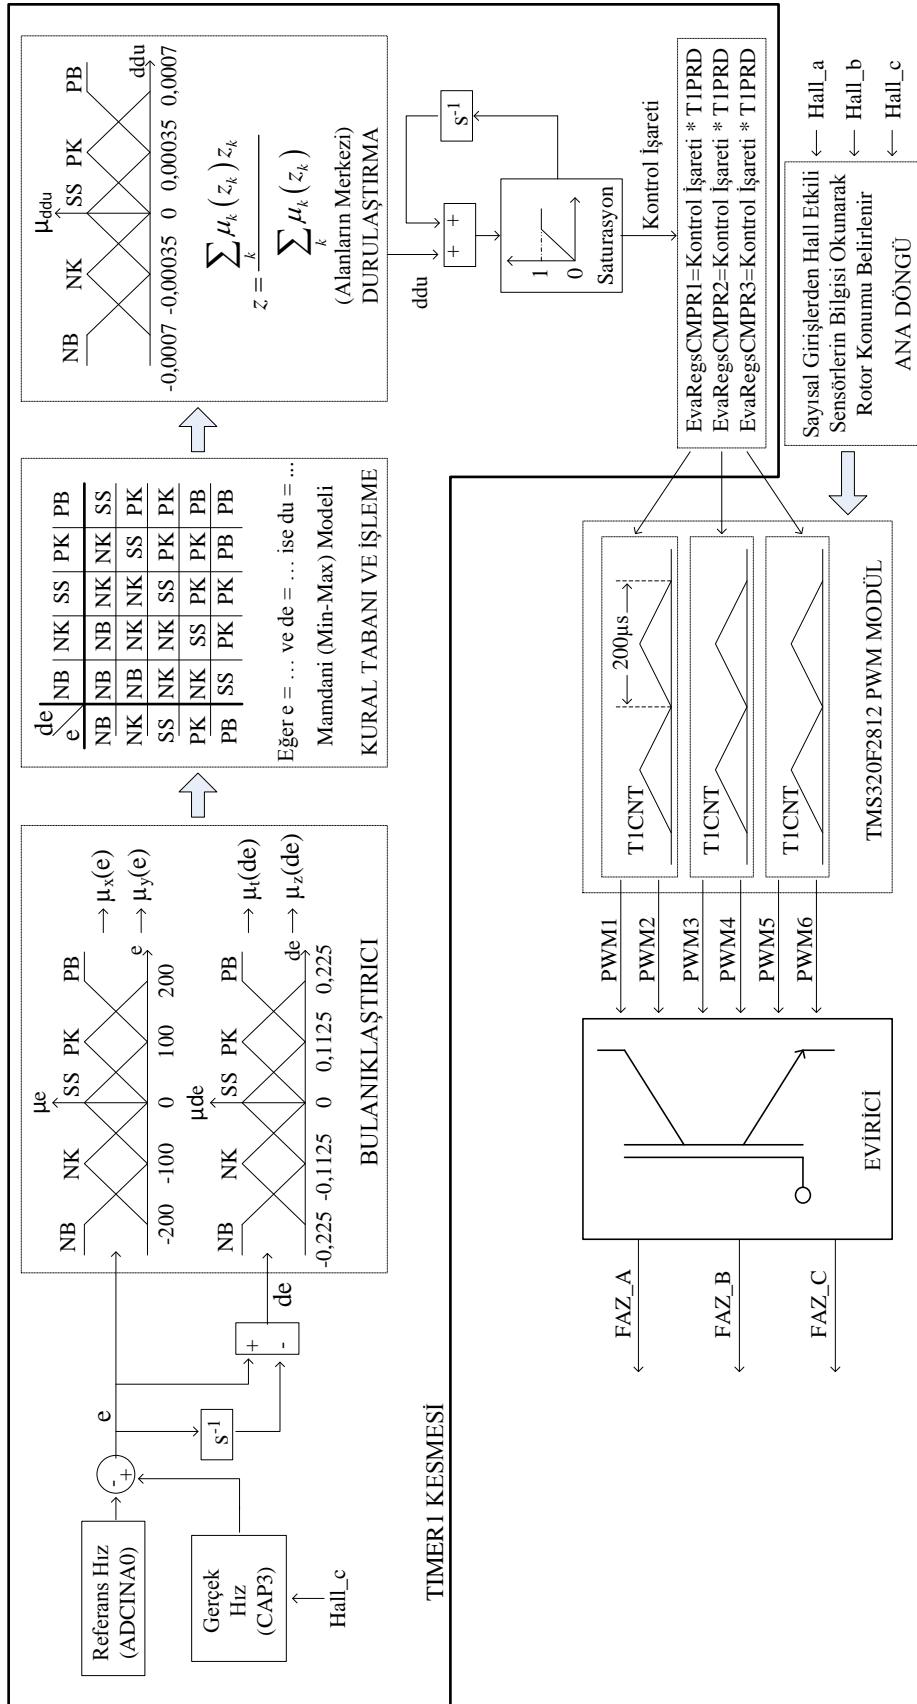 Referans Hız
(ADCINA0)
Gerçek
Hız
(CAP3)
Hall_c
- +
e
s⁻¹
+
-
de
μe
NB NK SS PK PB
-200 -100 0 100 200
e
μx(e)
μy(e)
μde
NB NK SS PK PB
-0,225 -0,1125 0 0,1125 0,225
de
μt(de)
μz(de)
BULANIKLAŞTIRICI
de NB NK SS PK PB
e
NB NB NB NK NK SS
NK NB NK NK SS PK
SS NK NK SS PK PK
PK NK SS PK PK PB
PB SS PK PK PB PB
Eğer e = ... ve de = ... ise du = ...
Mamdani (Min-Max) Modeli
KURAL TABANI VE İŞLEME
μddu
NB NK SS PK PB
-0,0007 -0,00035 0 0,00035 0,0007
ddu
z = ∑k μk(zk)zk / ∑k μk(zk)
(Alanların Merkezi)
DURULAŞTIRMA
ddu
+ +
s⁻¹
1
0
Saturasyon
Kontrol İşareti
EvaRegsCMPR1=Kontrol İşareti * T1PRD
EvaRegsCMPR2=Kontrol İşareti * T1PRD
EvaRegsCMPR3=Kontrol İşareti * T1PRD
TIMER1 KESMESİ
FAZ_A
FAZ_B
FAZ_C
EVİRİCİ
PWM1
PWM2
PWM3
PWM4
PWM5
PWM6
T1CNT
200μs
T1CNT
T1CNT
TMS320F2812 PWM MODÜL
Sayısal Girişlerden Hall Etkili
Sensörlerin Bilgisi Okunarak
Rotor Konumu Belirlenir
ANA DÖNGÜ
Hall_a
Hall_b
Hall_c